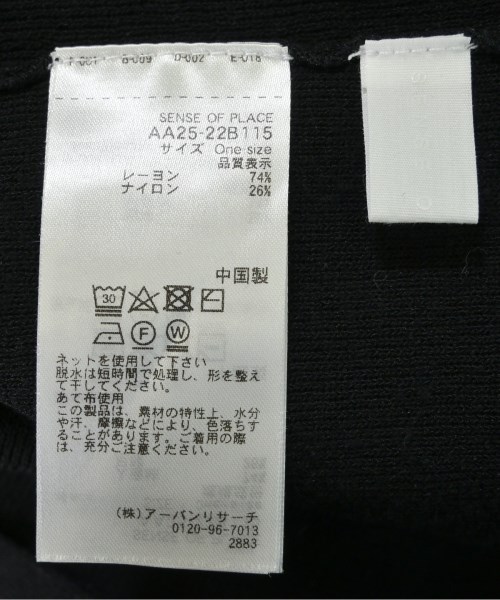 SENSE OF PLACE
AA25-22B115
サイズ One size
品質表示
レーヨン 74%
ナイロン 26%
中国製
30
F W
ネットを使用して下さい
脱水は短時間で処理し、形を整え
て干してください。
あて布使用
この製品は、素材の特性上、水分
や汗、摩擦などにより、色落ちす
ることがあります。ご着用の際
は、充分ご注意ください。
(株)アーバンリサーチ
0120-96-7013
2883